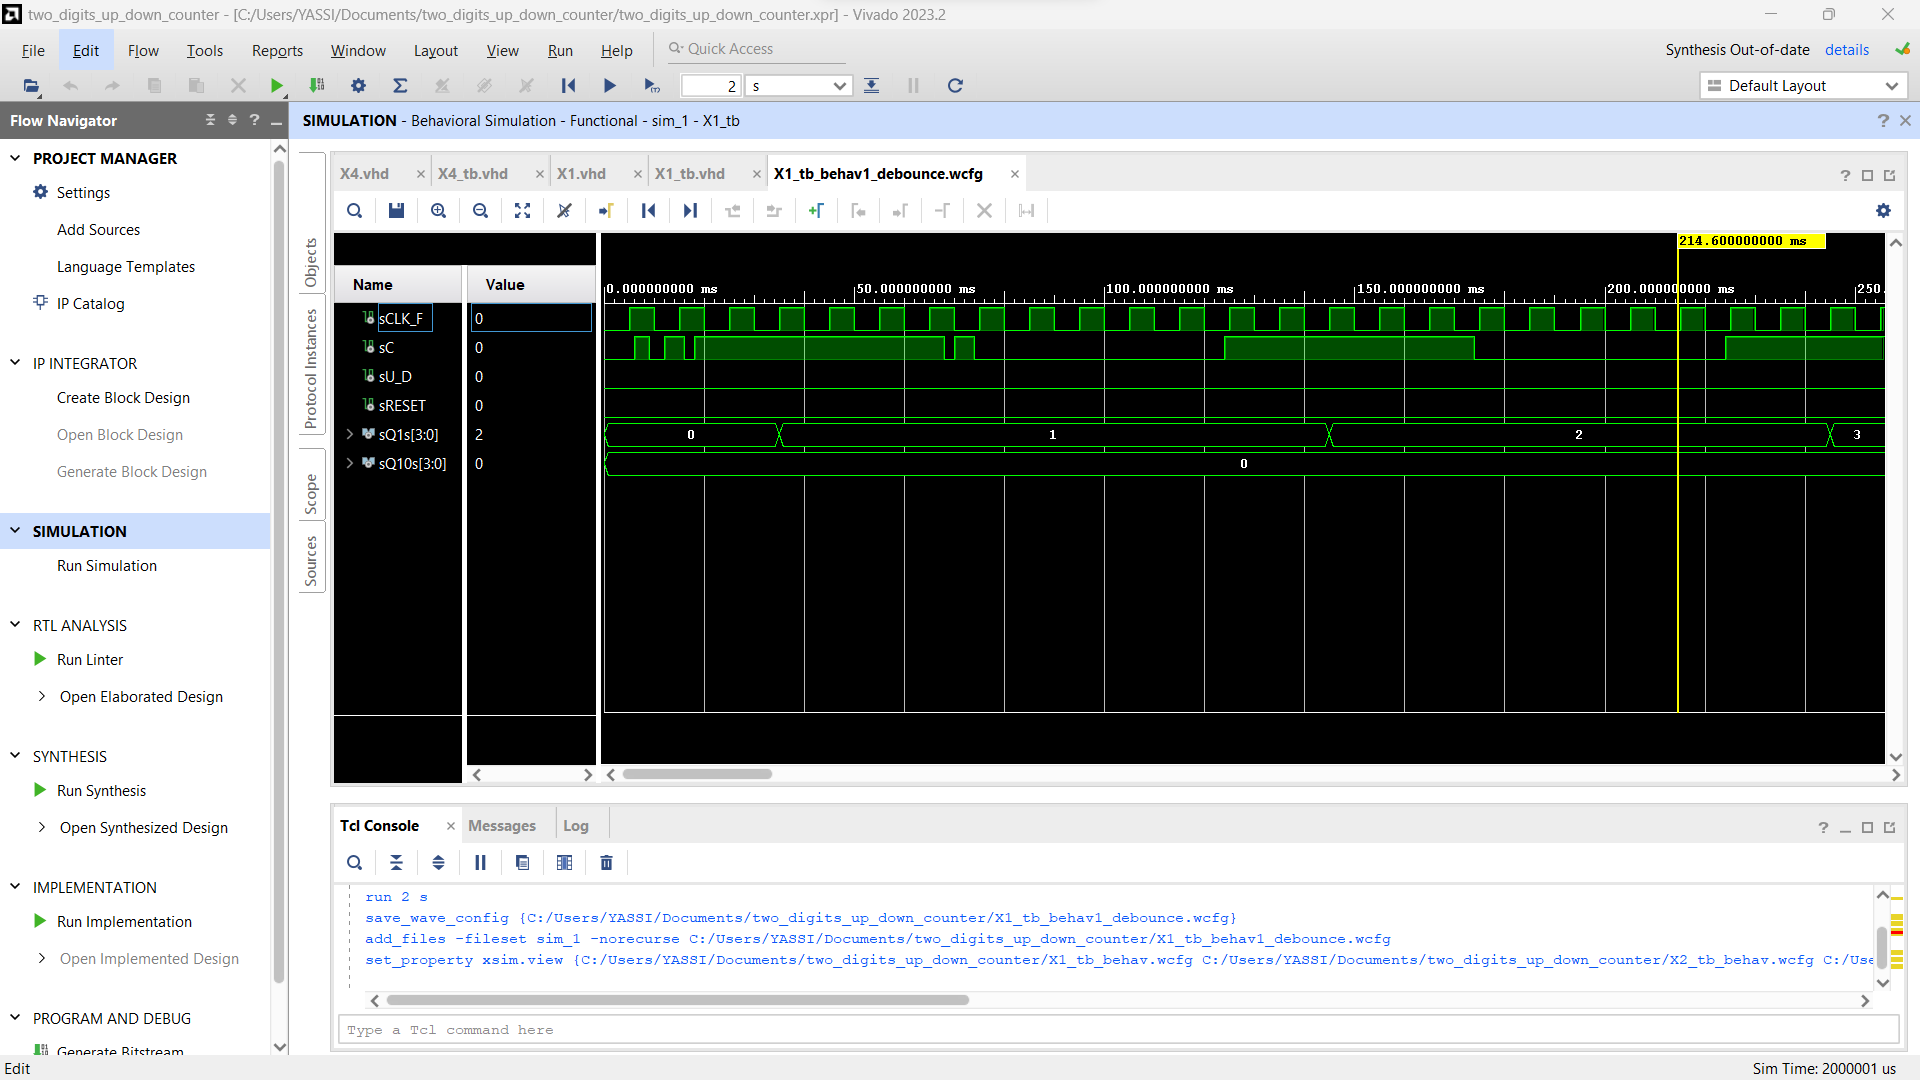 two_digits_up_down_counter - [C:/Users/YASSI/Documents/two_digits_up_down_counter/two_digits_up_down_counter.xpr] - Vivado 2023.2
File Edit Flow Tools Reports Window Layout View Run Help Quick Access
Synthesis Out-of-date details
2 s
Default Layout
Flow Navigator
SIMULATION - Behavioral Simulation - Functional - sim_1 - X1_tb
PROJECT MANAGER
Settings
Add Sources
Language Templates
IP Catalog
IP INTEGRATOR
Create Block Design
Open Block Design
Generate Block Design
SIMULATION
Run Simulation
RTL ANALYSIS
Run Linter
Open Elaborated Design
SYNTHESIS
Run Synthesis
Open Synthesized Design
IMPLEMENTATION
Run Implementation
Open Implemented Design
PROGRAM AND DEBUG
Generate Bitstream
Objects
Protocol Instances
Scope
Sources
X4.vhd X4_tb.vhd X1.vhd X1_tb.vhd X1_tb_behav1_debounce.wcfg
214.600000000 ms
Name Value
0.000000000 ms 50.000000000 ms 100.000000000 ms 150.000000000 ms 200.000000000 ms 250.
sCLK_F 0
sC 0
sU_D 0
sRESET 0
sQ1s[3:0] 2 0 1 2 3
sQ10s[3:0] 0 0
Tcl Console Messages Log
run 2 s
save_wave_config {C:/Users/YASSI/Documents/two_digits_up_down_counter/X1_tb_behav1_debounce.wcfg}
add_files -fileset sim_1 -norecurse C:/Users/YASSI/Documents/two_digits_up_down_counter/X1_tb_behav1_debounce.wcfg
set_property xsim.view {C:/Users/YASSI/Documents/two_digits_up_down_counter/X1_tb_behav.wcfg C:/Users/YASSI/Documents/two_digits_up_down_counter/X2_tb_behav.wcfg C:/Use
Type a Tcl command here
Edit
Sim Time: 2000001 us